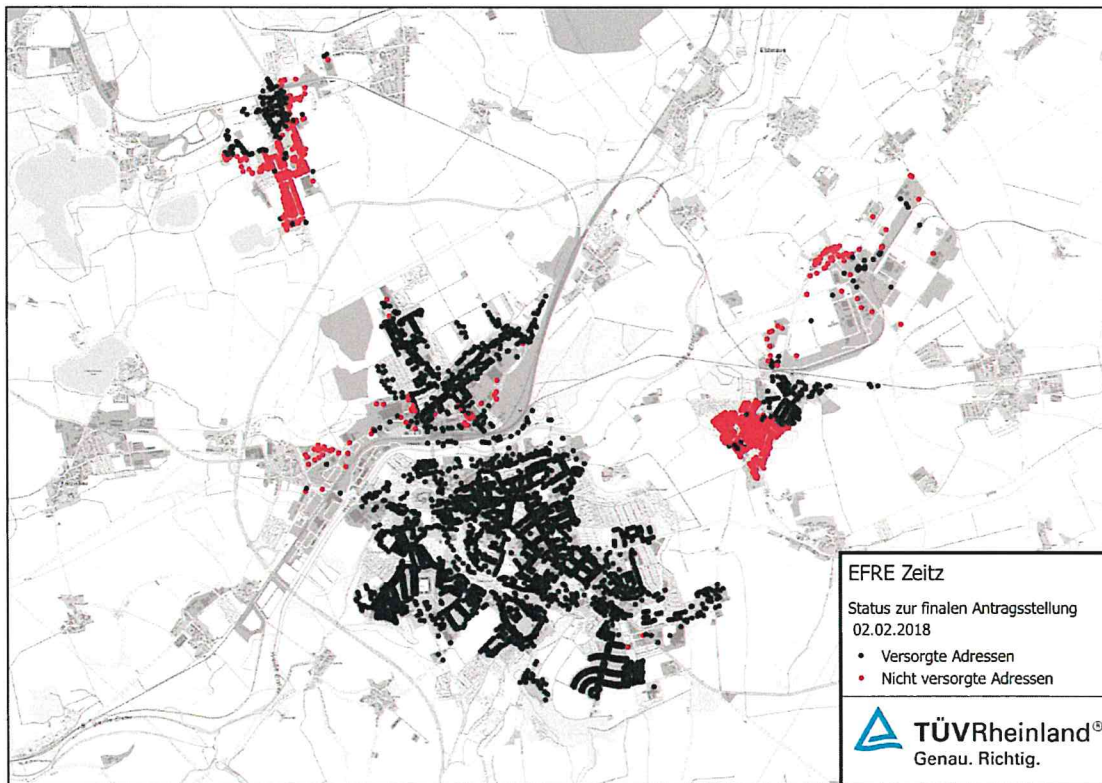 EFRE Zeitz
Status zur finalen Antragsstellung
02.02.2018
• Versorgte Adressen
• Nicht versorgte Adressen
TÜVRheinland®
Genau. Richtig.